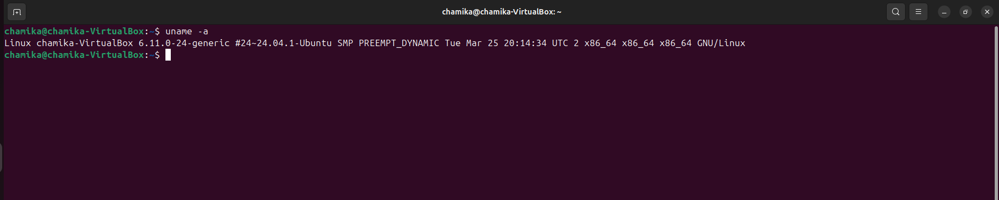 chamika@chamika-VirtualBox: ~
chamika@chamika-VirtualBox:~$ uname -a
Linux chamika-VirtualBox 6.11.0-24-generic #24~24.04.1-Ubuntu SMP PREEMPT_DYNAMIC Tue Mar 25 20:14:34 UTC 2 x86_64 x86_64 x86_64 GNU/Linux
chamika@chamika-VirtualBox:~$